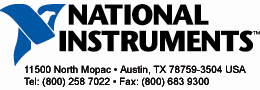 NATIONAL
INSTRUMENTS™
11500 North Mopac • Austin, TX 78759-3504 USA
Tel: (800) 258 7022 • Fax: (800) 683 9300